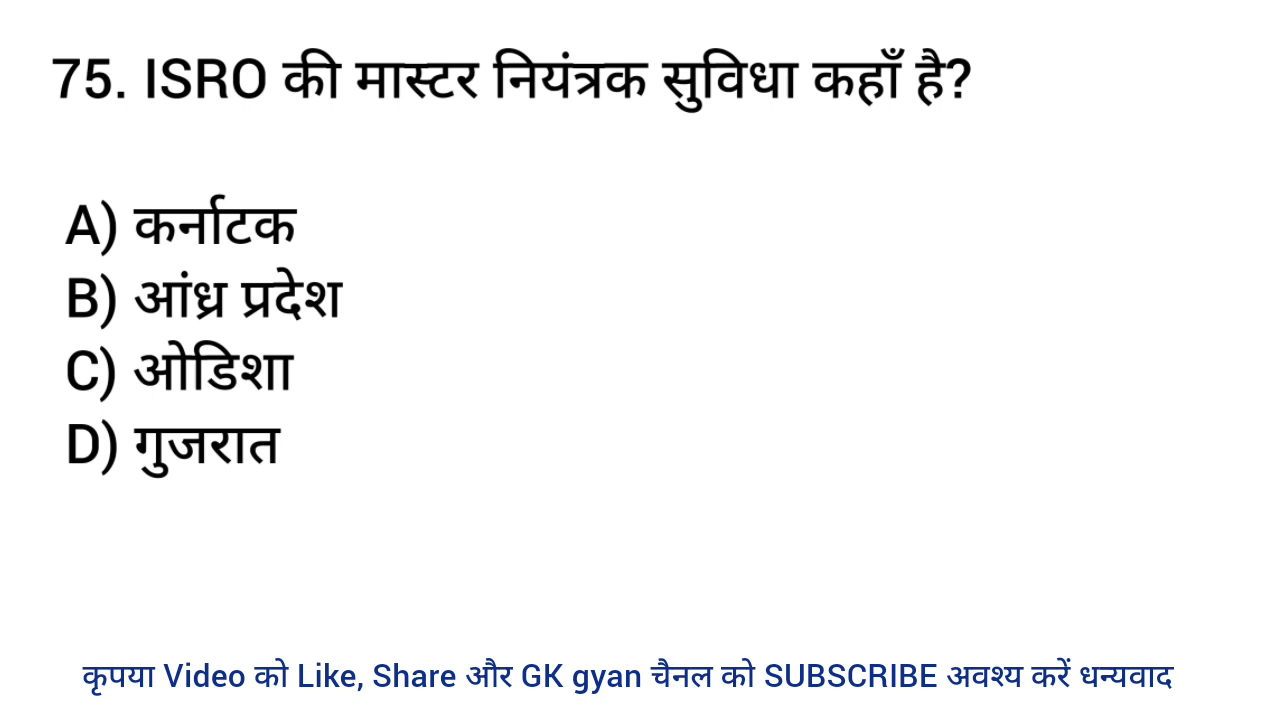 75. ISRO की मास्टर नियंत्रक सुविधा कहाँ है?
A) कर्नाटक
B) आंध्र प्रदेश
C) ओडिशा
D) गुजरात
कृपया Video को Like, Share और GK gyan चैनल को SUBSCRIBE अवश्य करें धन्यवाद